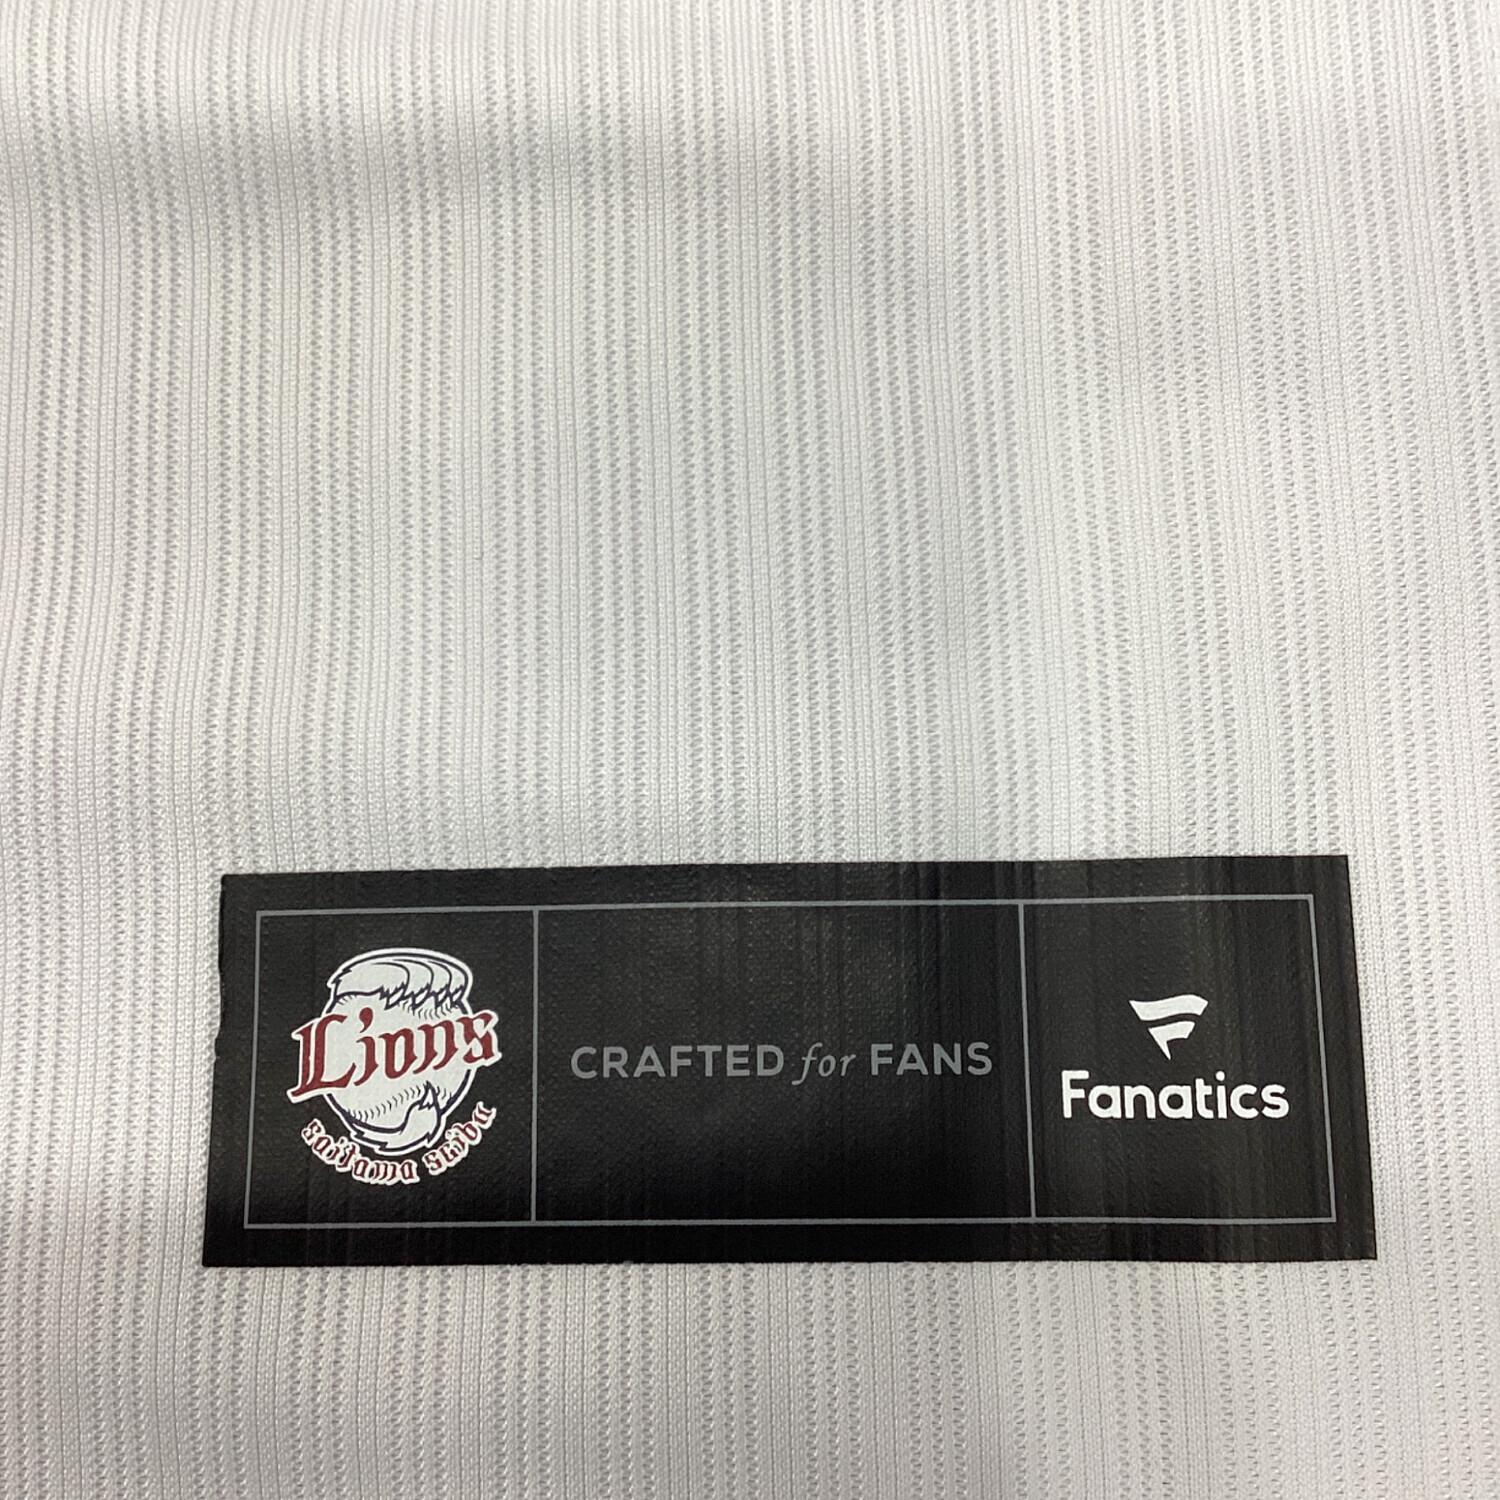 Lions
saitama seibu
CRAFTED for FANS
Fanatics